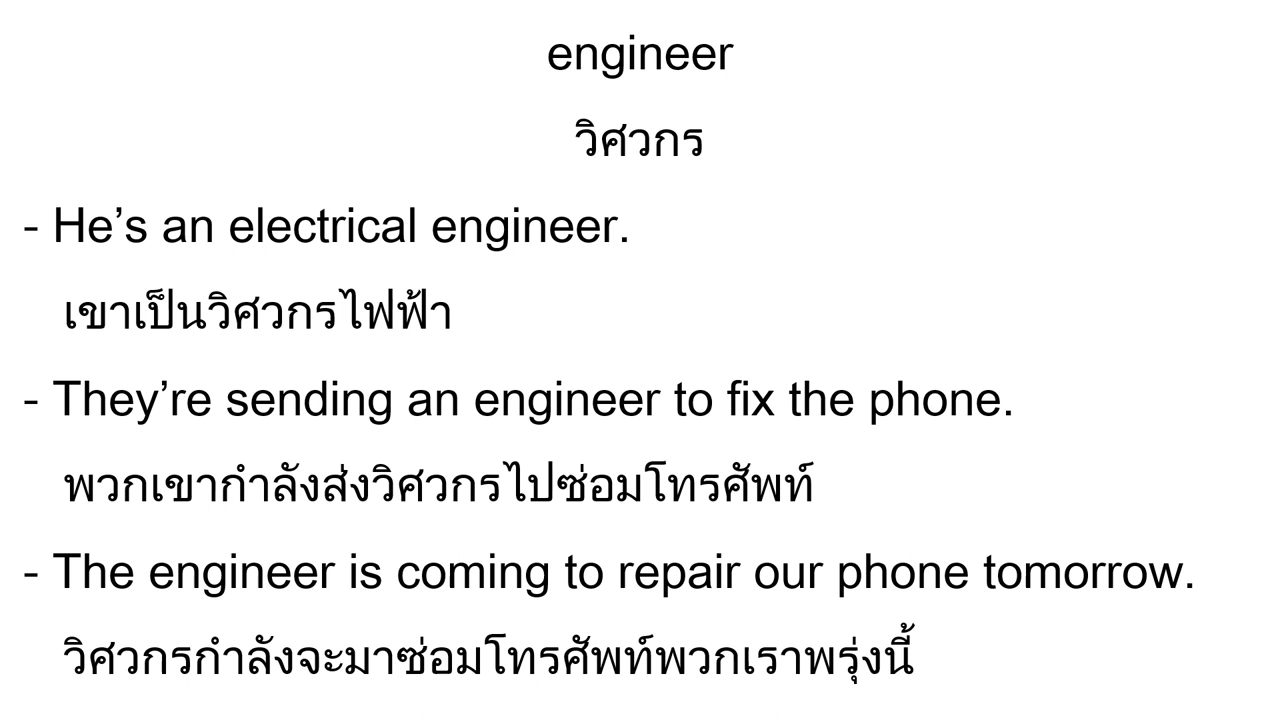 engineer
วิศวกร
- He’s an electrical engineer.
เขาเป็นวิศวกรไฟฟ้า
- They’re sending an engineer to fix the phone.
พวกเขากำลังส่งวิศวกรไปซ่อมโทรศัพท์
- The engineer is coming to repair our phone tomorrow.
วิศวกรกำลังจะมาซ่อมโทรศัพท์พวกเราพรุ่งนี้